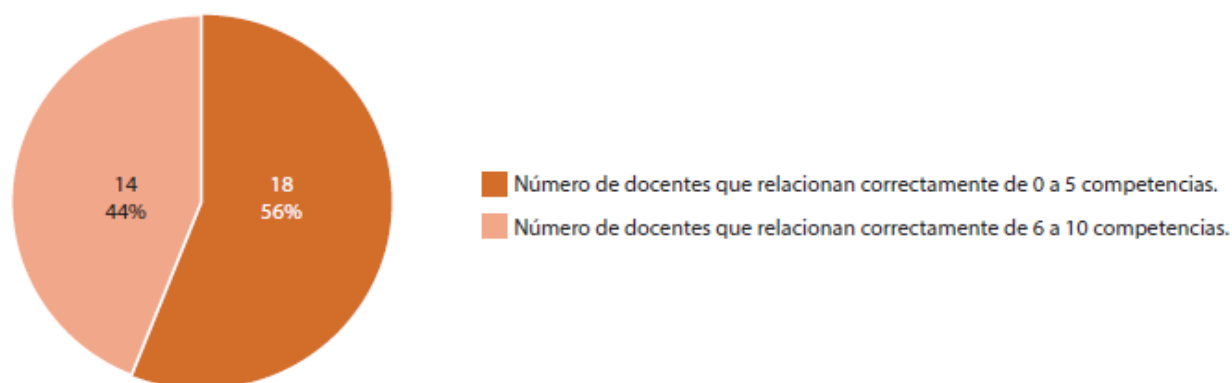 14
44%
18
56%
Número de docentes que relacionan correctamente de 0 a 5 competencias.
Número de docentes que relacionan correctamente de 6 a 10 competencias.